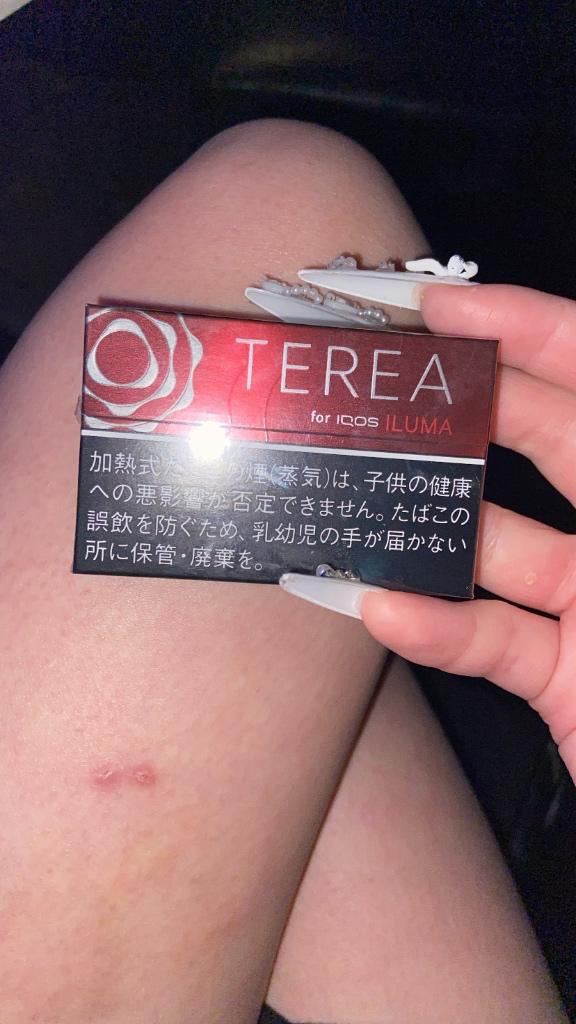 TEREA
for IQOS ILUMA
加熱式た の煙(蒸気)は、子供の健康
への悪影響が否定できません。たばこの
誤飲を防ぐため、乳幼児の手が届かない
所に保管・廃棄を。